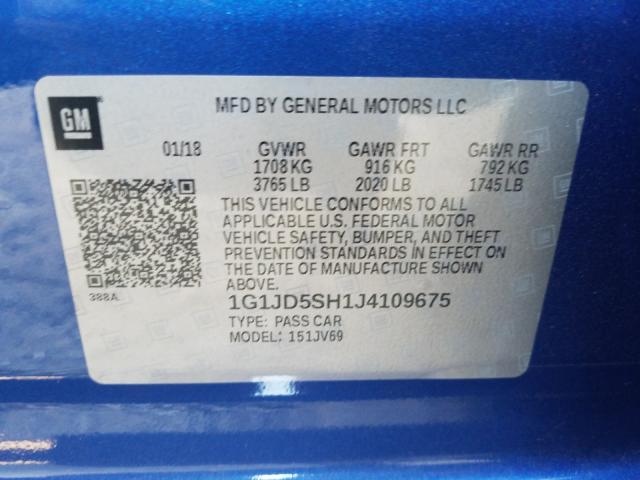 GM
MFD BY GENERAL MOTORS LLC
01/18 GVWR GAWR FRT GAWR RR
1708 KG 916 KG 792 KG
3765 LB 2020 LB 1745 LB
THIS VEHICLE CONFORMS TO ALL
APPLICABLE U.S. FEDERAL MOTOR
VEHICLE SAFETY, BUMPER, AND THEFT
PREVENTION STANDARDS IN EFFECT ON
THE DATE OF MANUFACTURE SHOWN
ABOVE.
388A
1G1JD5SH1J4109675
TYPE: PASS CAR
MODEL: 151JV69